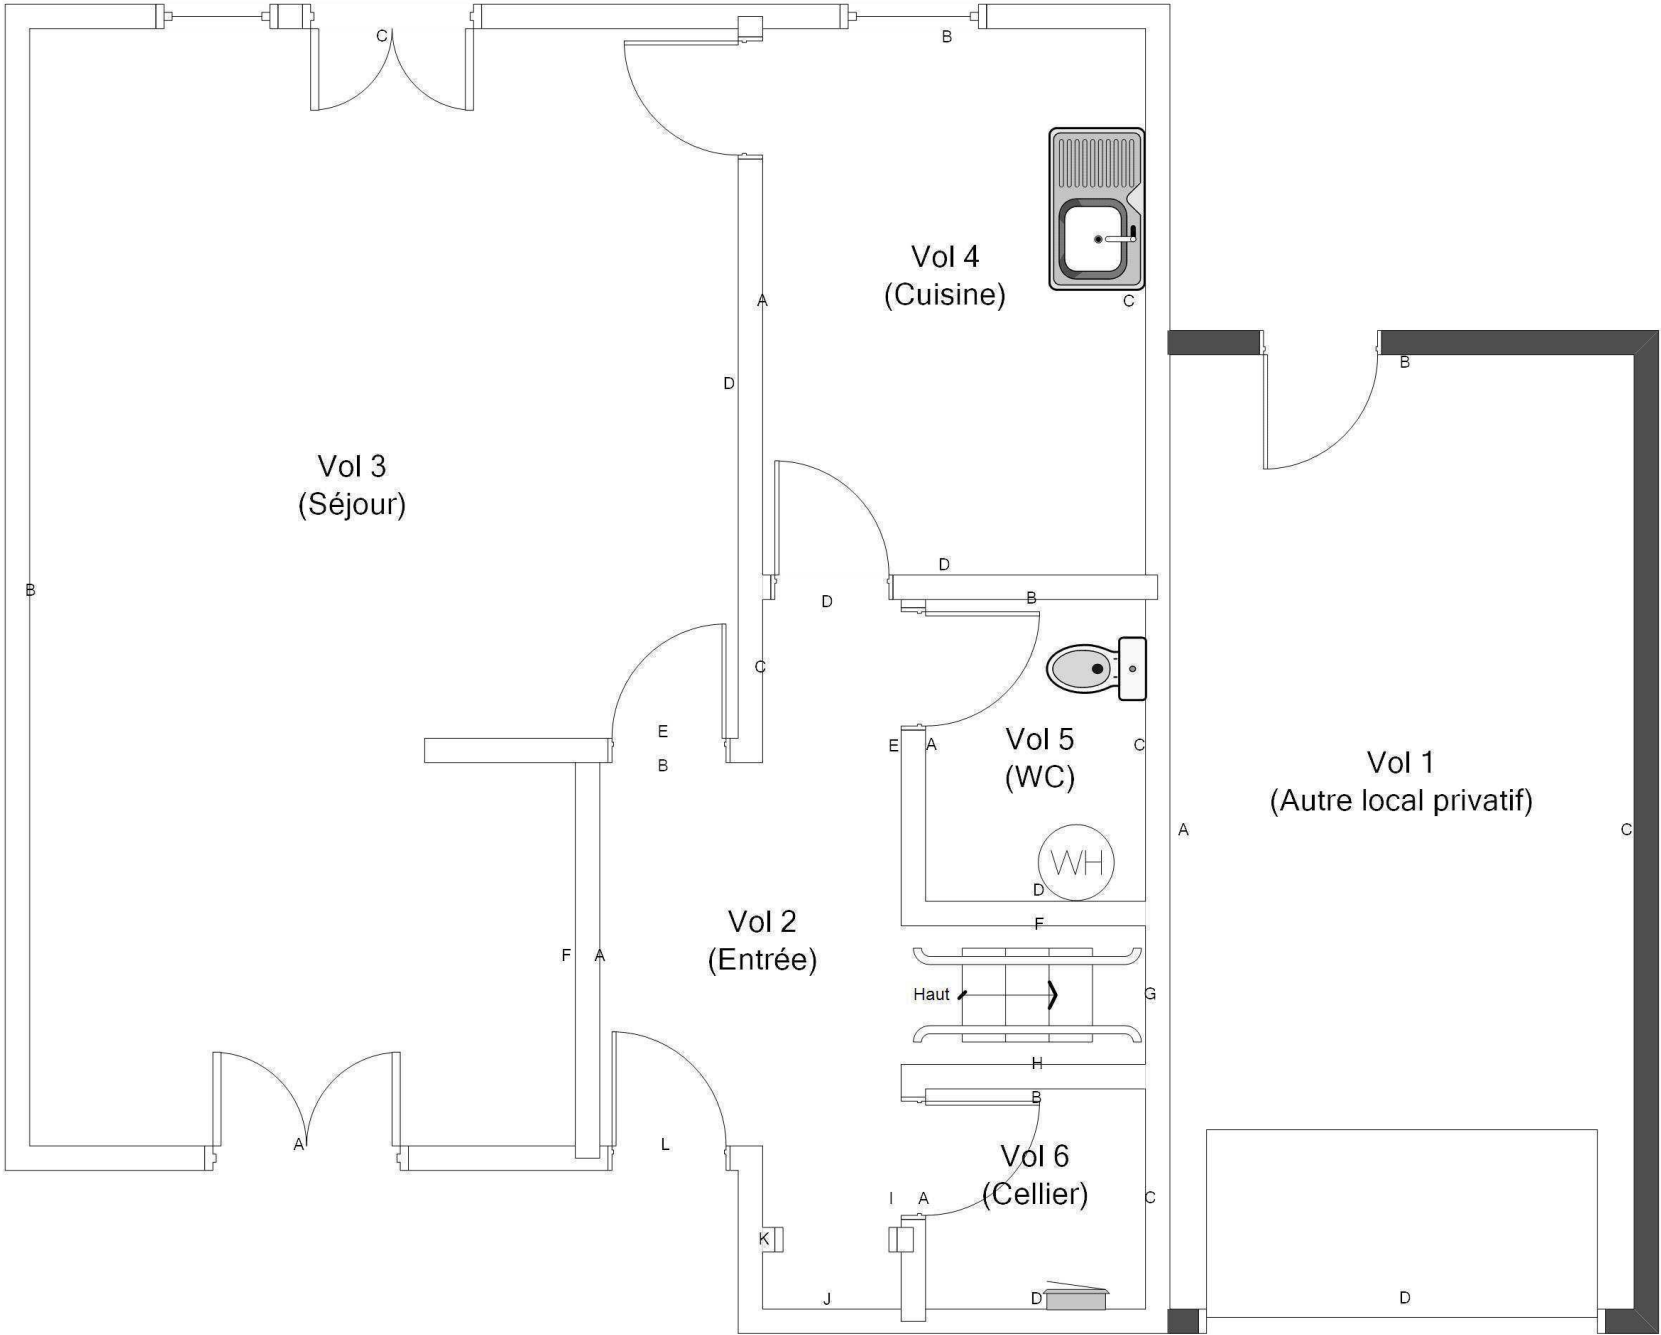 C
B
Vol 4
(Cuisine)
A
C
B
D
Vol 3
(Séjour)
D
B
B
D
C
E
B
E
A
Vol 5
(WC)
C
Vol 1
(Autre local privatif)
A
C
WH
D
Vol 2
(Entrée)
F
F
A
Haut
G
H
B
A
L
Vol 6
(Cellier)
I
A
C
K
J
D
D